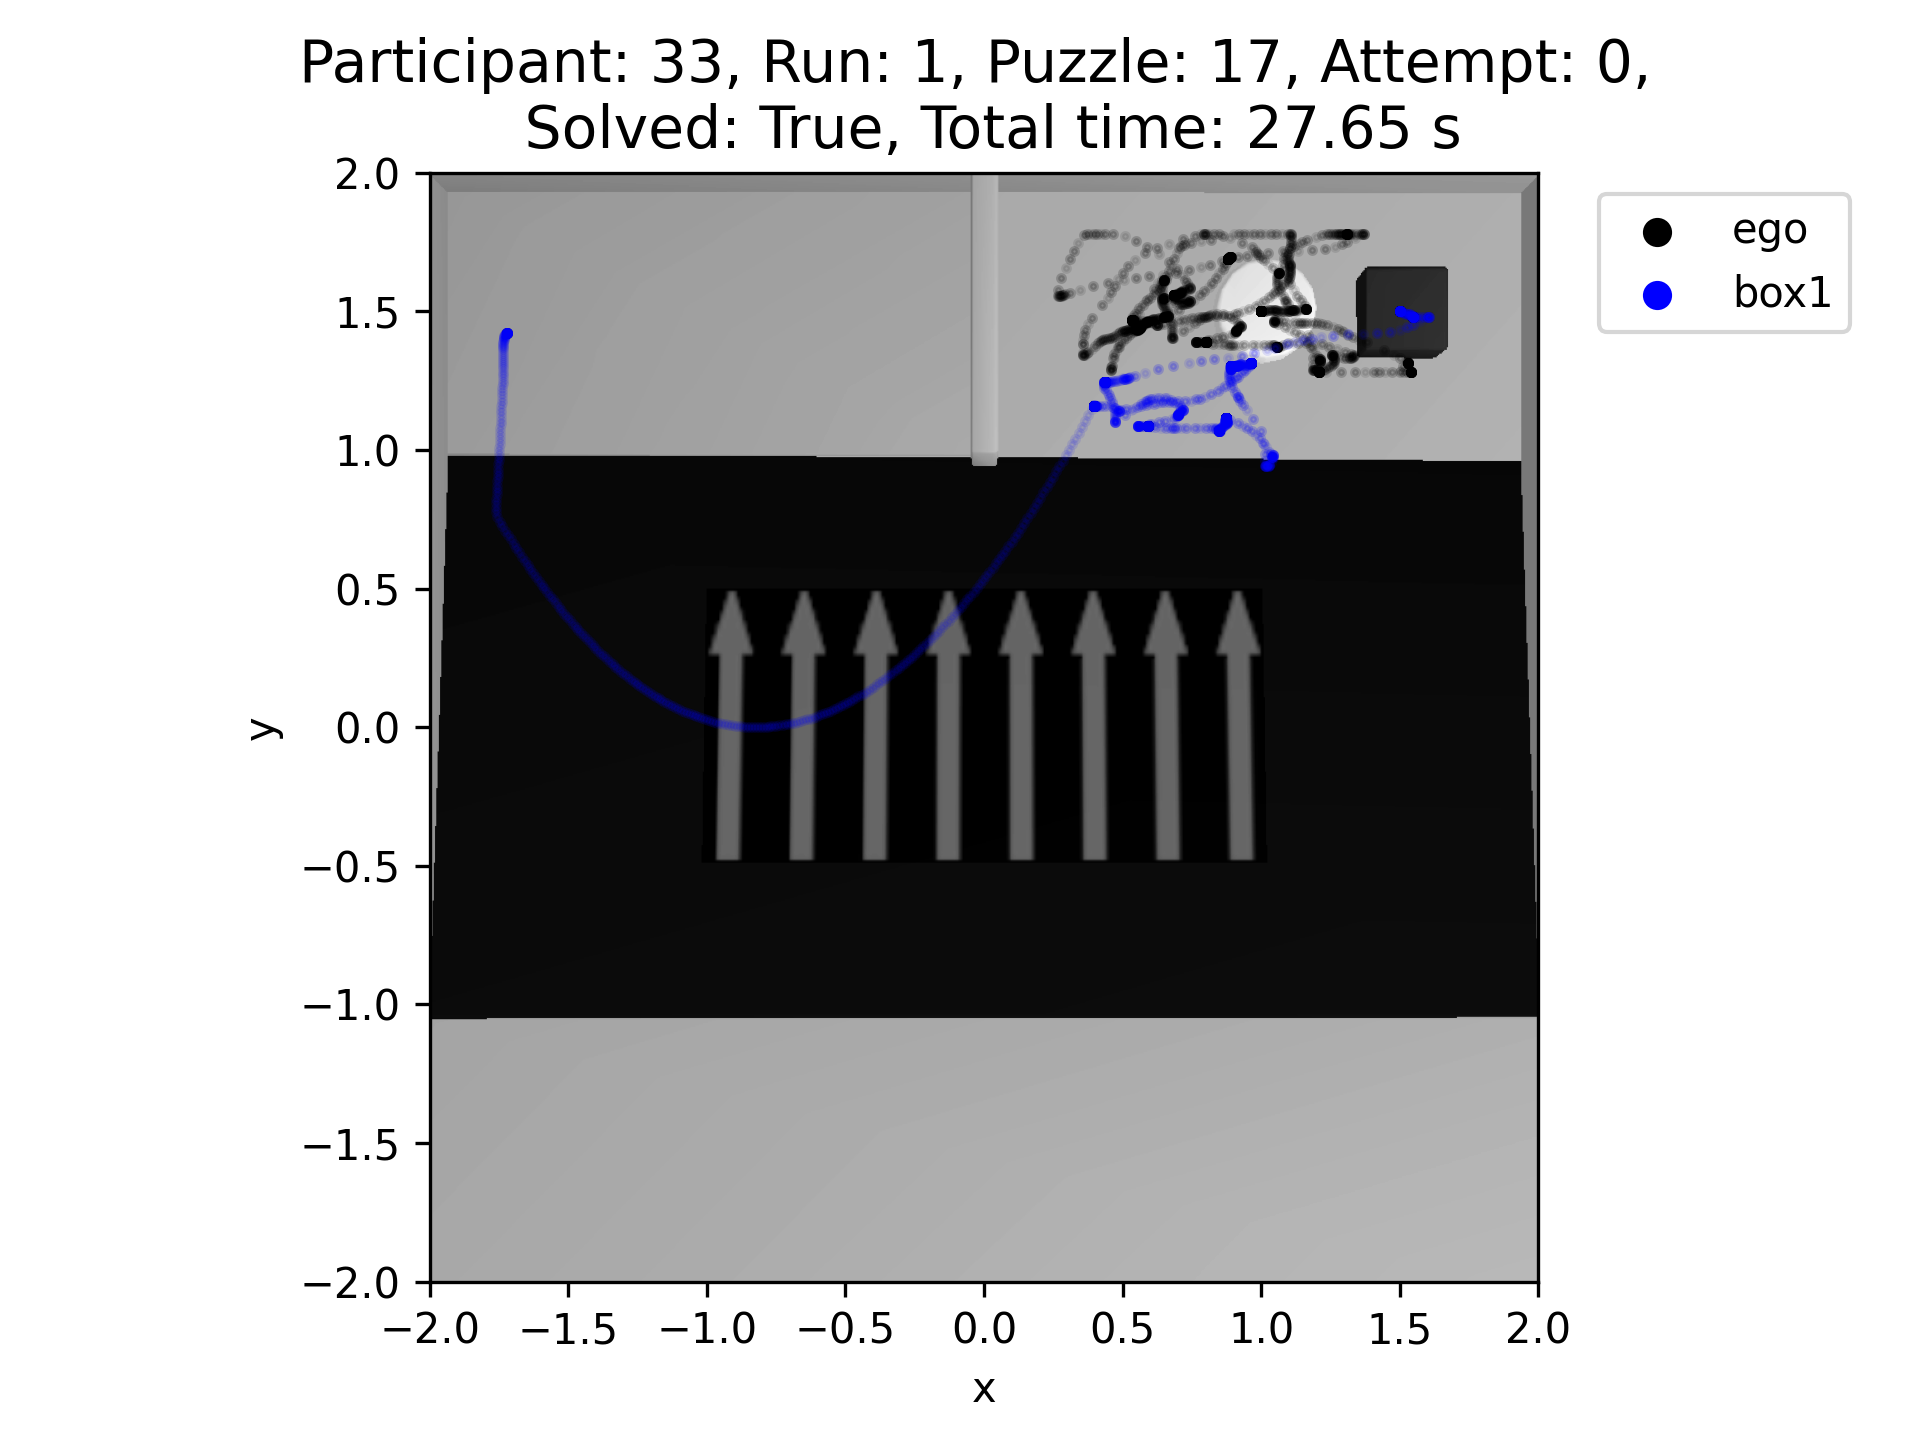 Participant: 33, Run: 1, Puzzle: 17, Attempt: 0,
Solved: True, Total time: 27.65 s
2.0
1.5
1.0
0.5
0.0
−0.5
−1.0
−1.5
−2.0
y
−2.0 −1.5 −1.0 −0.5 0.0 0.5 1.0 1.5 2.0
x
ego
box1